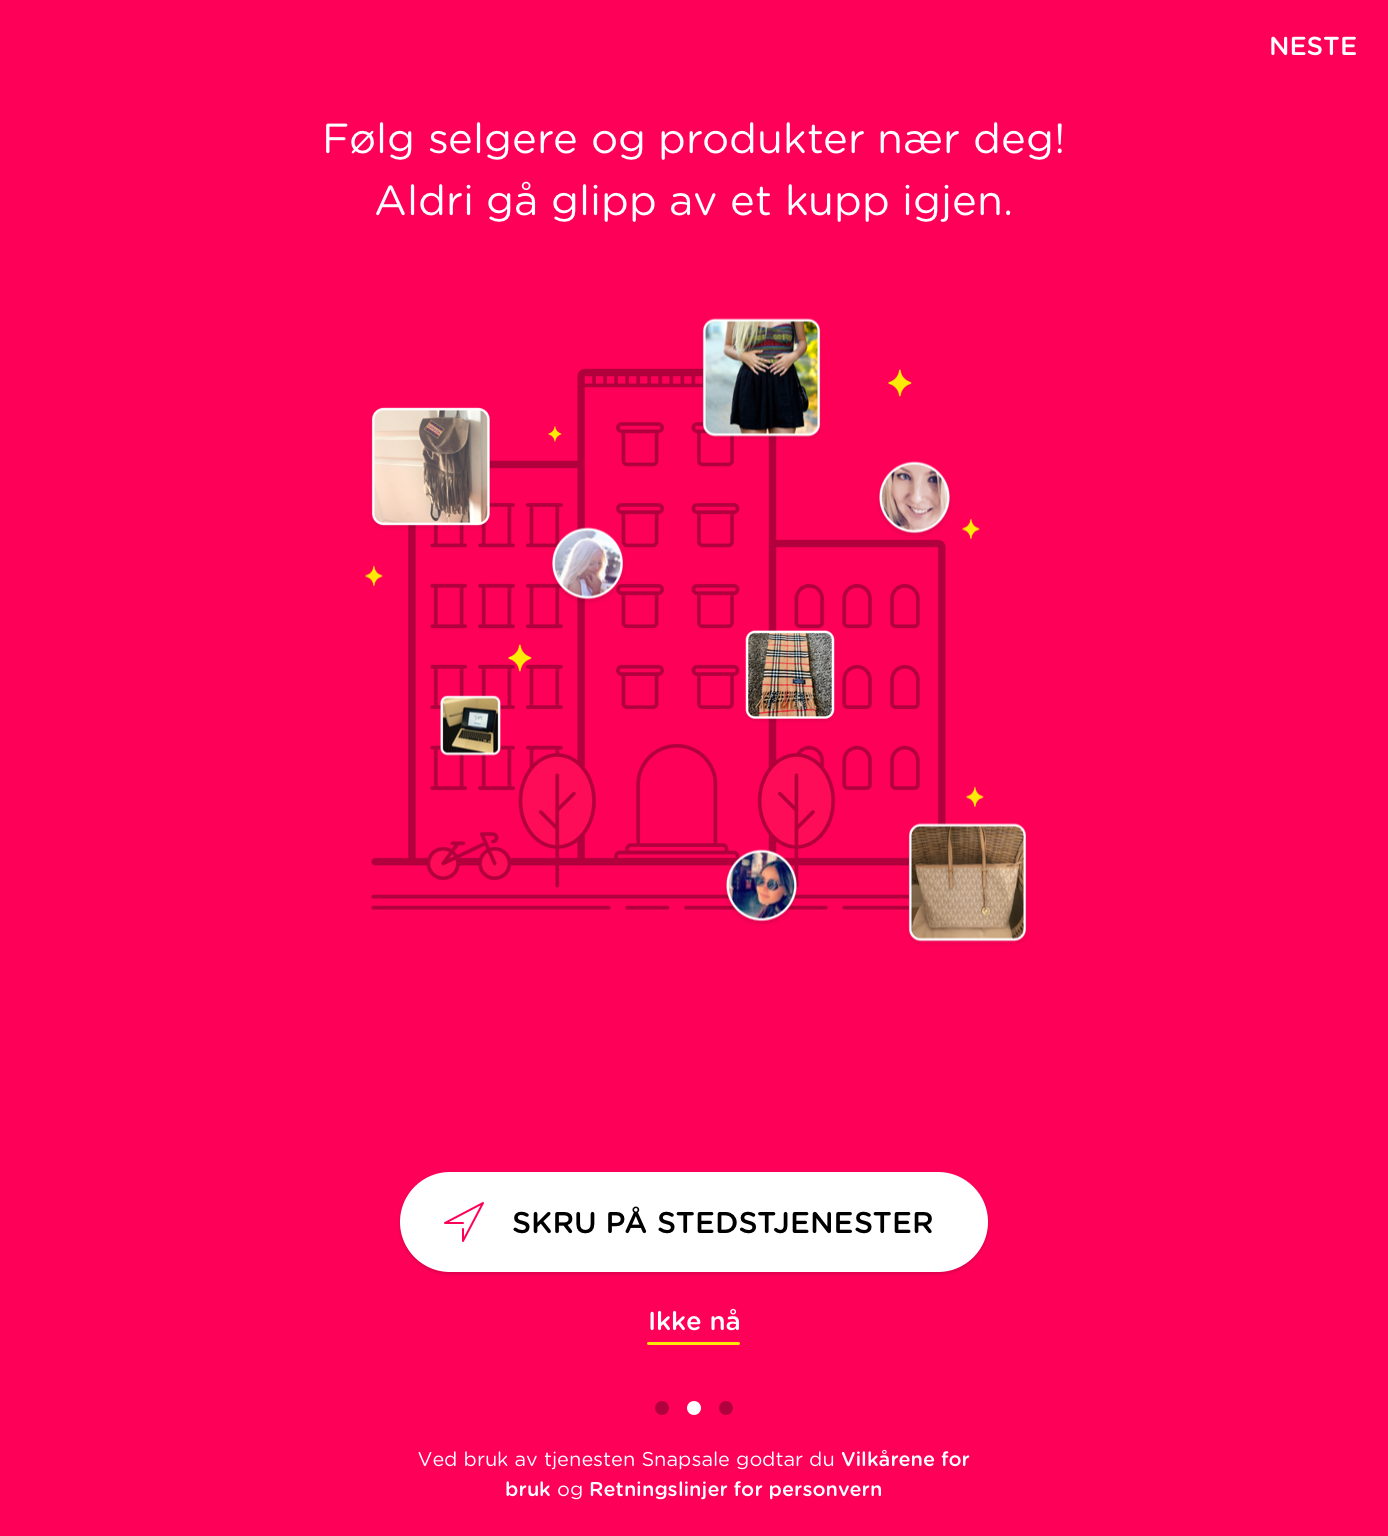 NESTE
Følg selgere og produkter nær deg!
Aldri gå glipp av et kupp igjen.
SKRU PÅ STEDSTJENESTER
Ikke nå
Ved bruk av tjenesten Snapsale godtar du Vilkårene for
bruk og Retningslinjer for personvern